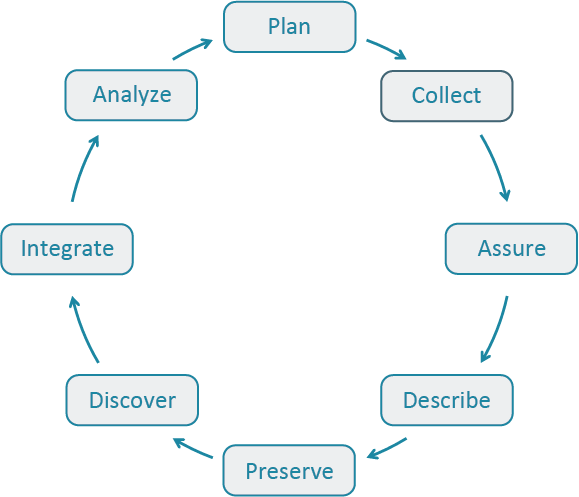 Plan
Collect
Assure
Describe
Preserve
Discover
Integrate
Analyze